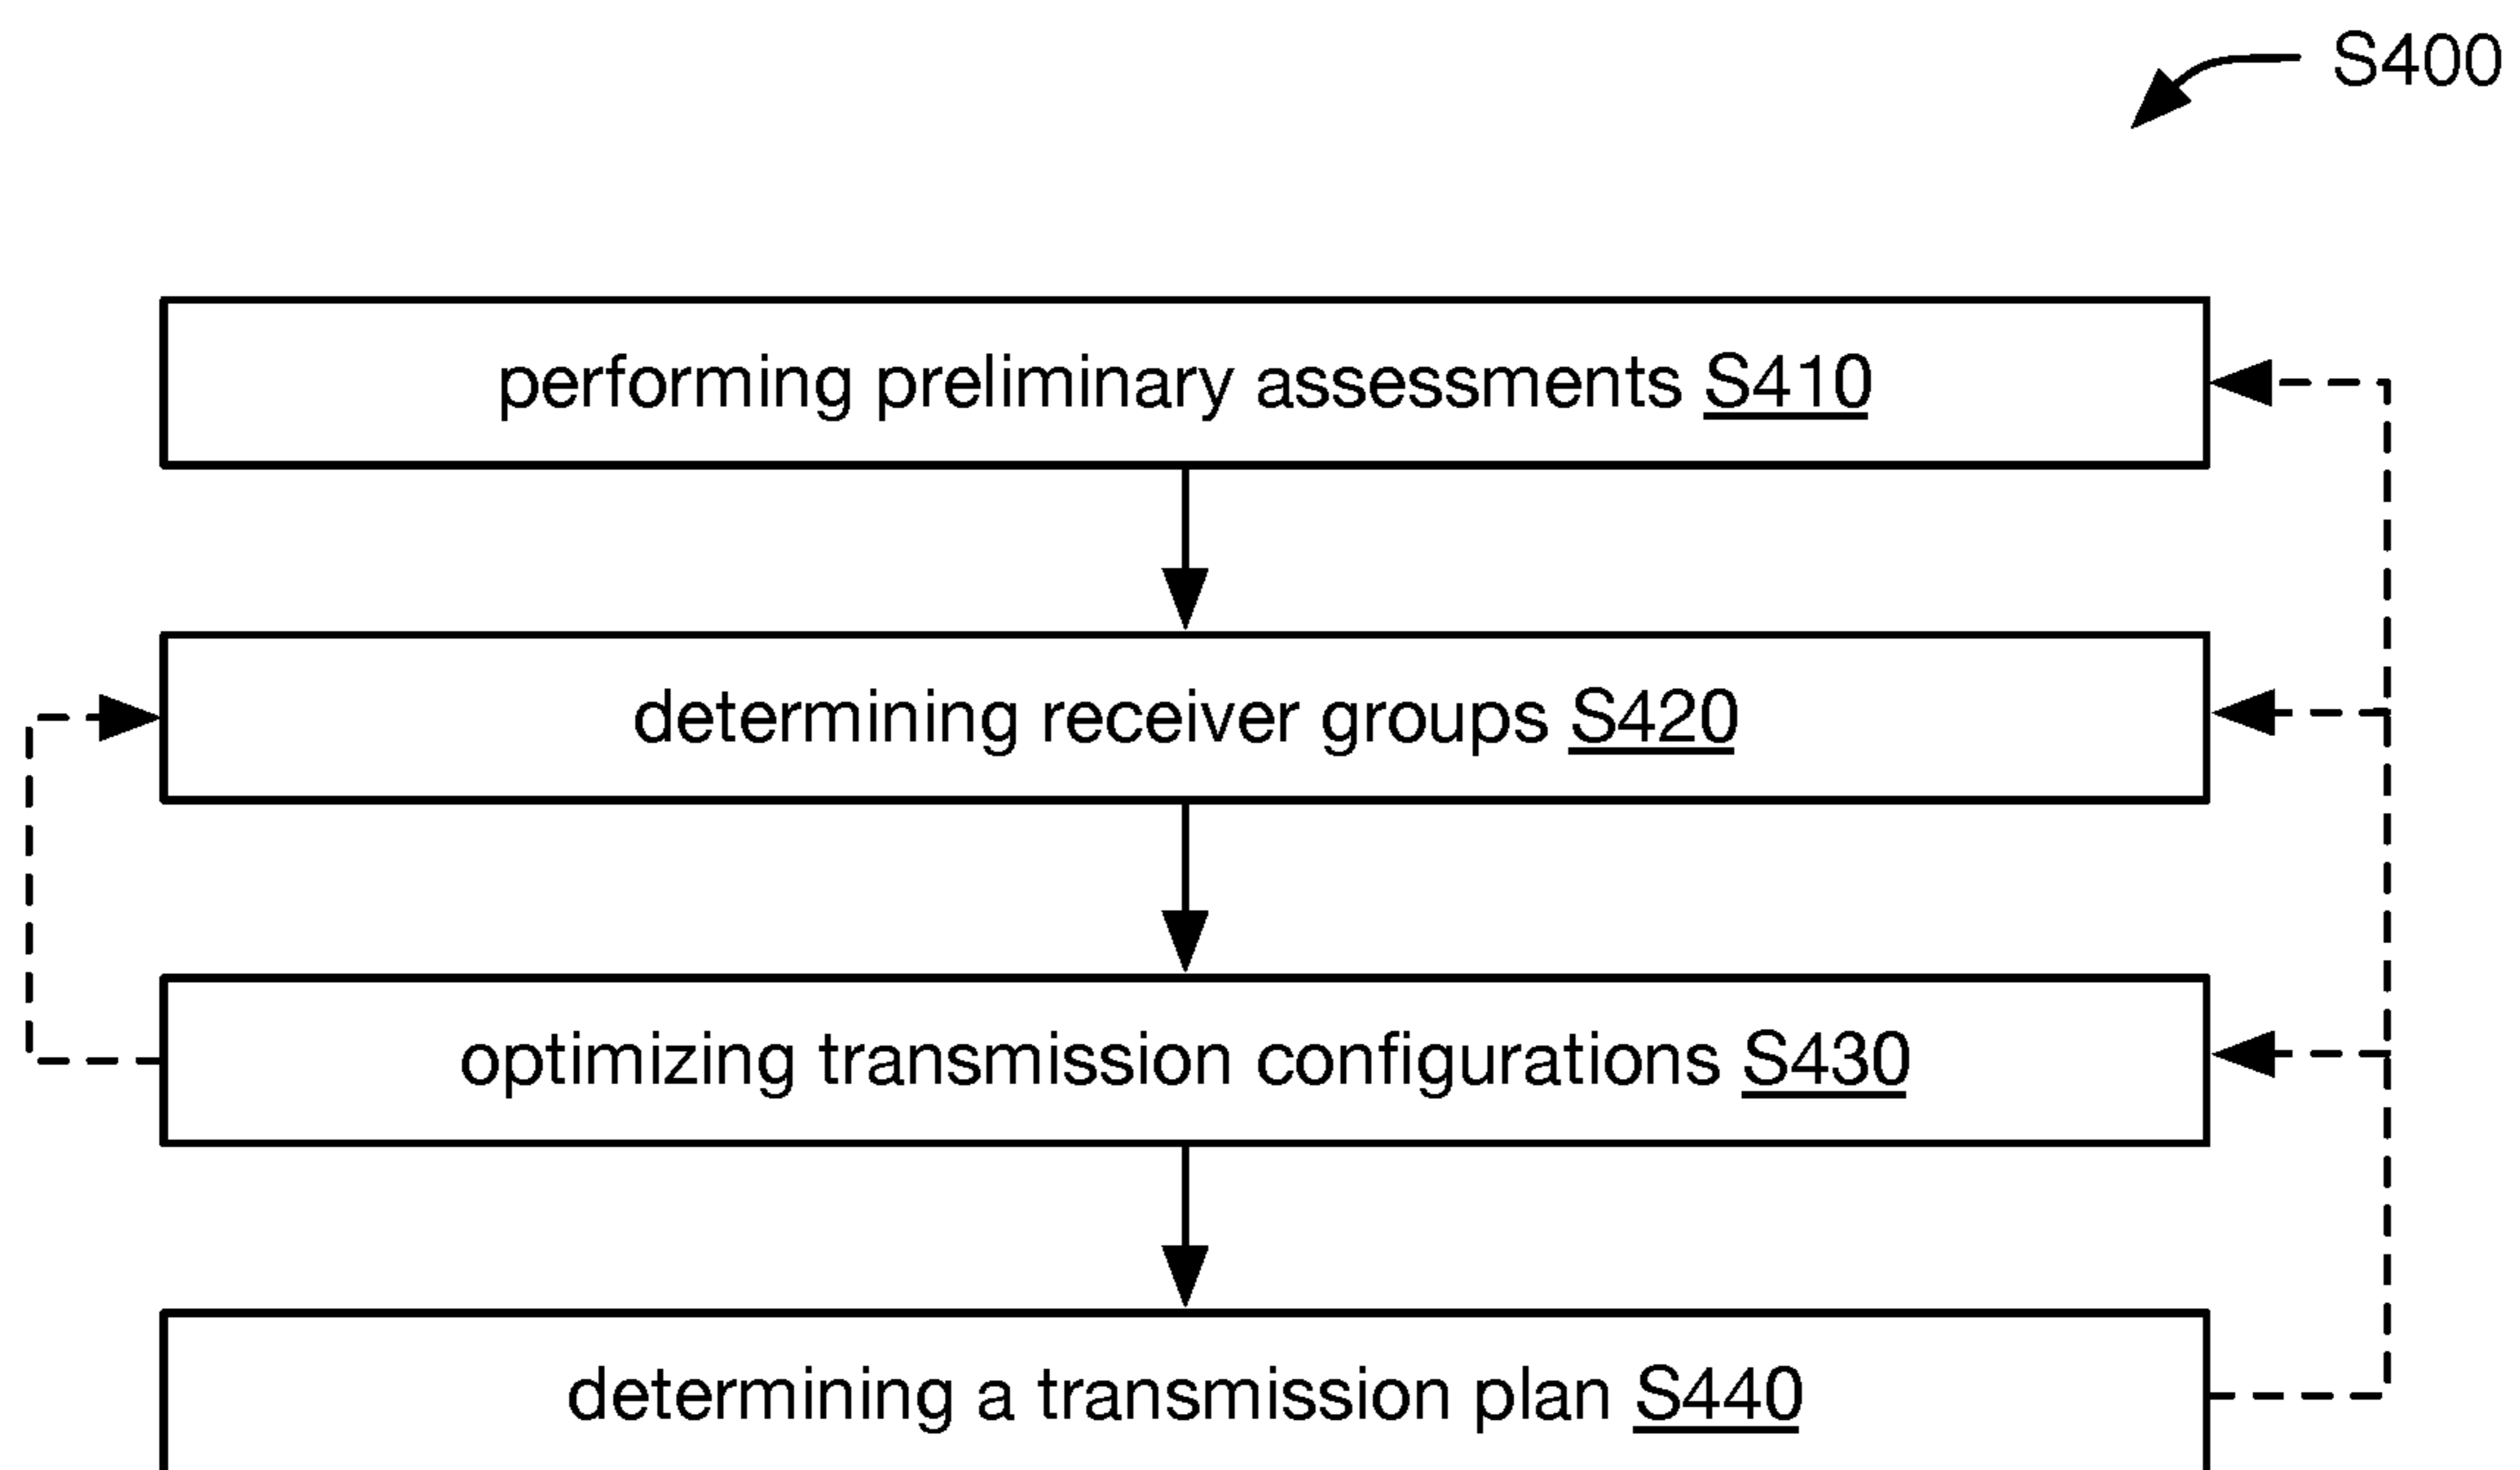 S400
performing preliminary assessments S410
determining receiver groups S420
optimizing transmission configurations S430
determining a transmission plan S440